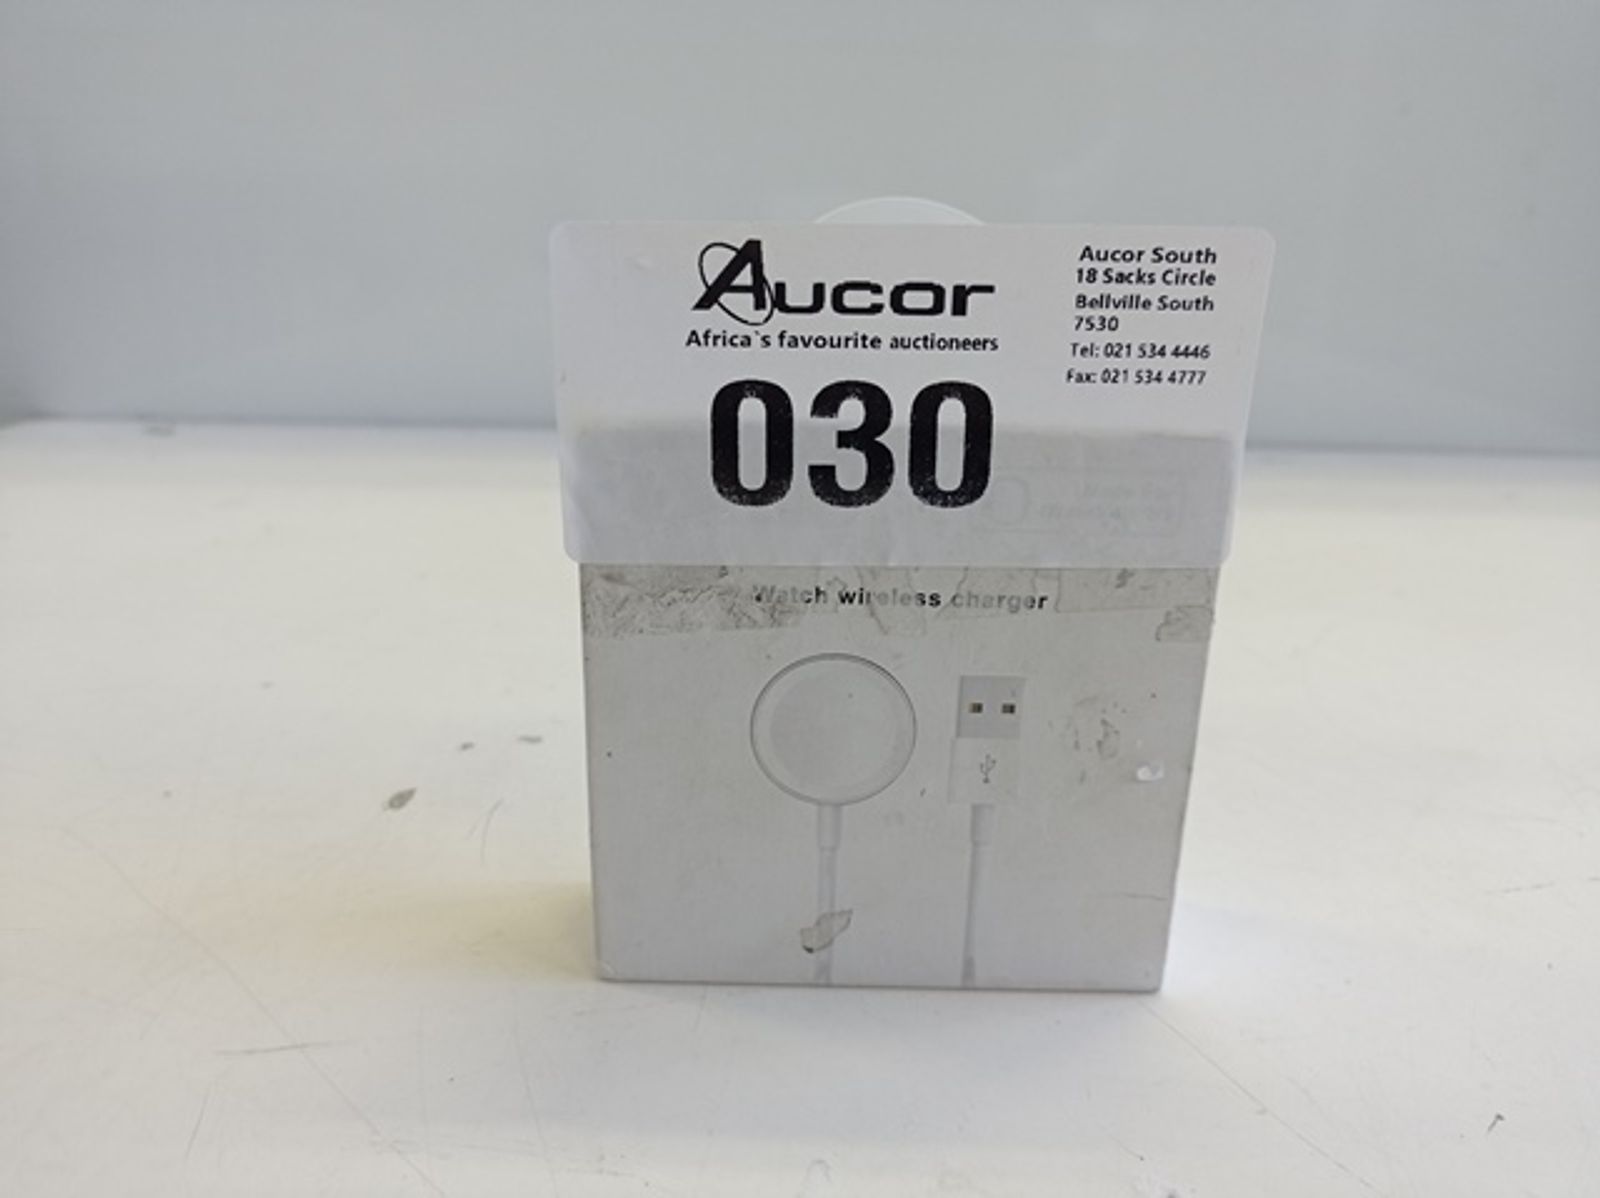 Aucor
Africa`s favourite auctioneers
030
Aucor South
18 Sacks Circle
Bellville South
7530
Tel: 021 534 4446
Fax: 021 534 4777
Watch wireless charger